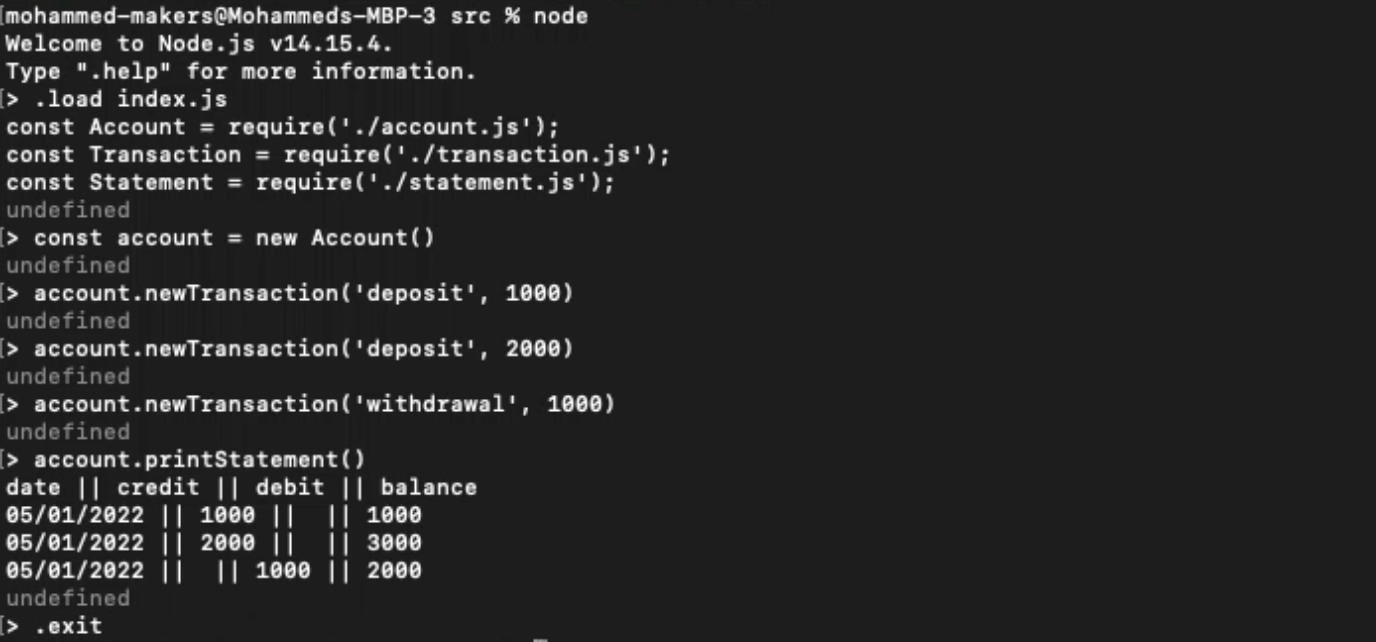 [mohammed-makers@Mohammeds-MBP-3 src % node
Welcome to Node.js v14.15.4.
Type ".help" for more information.
[> .load index.js
const Account = require('./account.js');
const Transaction = require('./transaction.js');
const Statement = require('./statement.js');
undefined
[> const account = new Account()
undefined
[> account.newTransaction('deposit', 1000)
undefined
[> account.newTransaction('deposit', 2000)
undefined
[> account.newTransaction('withdrawal', 1000)
undefined
[> account.printStatement()
date || credit || debit || balance
05/01/2022 || 1000 ||  || 1000
05/01/2022 || 2000 ||  || 3000
05/01/2022 ||  || 1000 || 2000
undefined
[> .exit